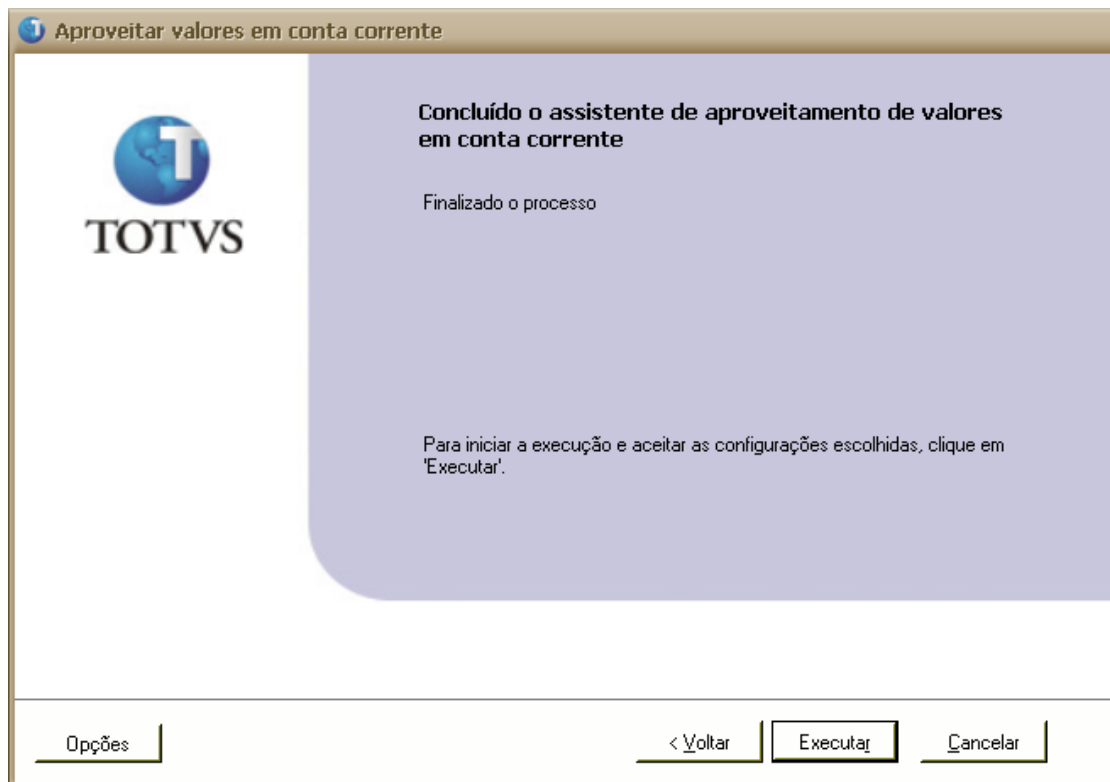 Aproveitar valores em conta corrente
TOTVS
Concluído o assistente de aproveitamento de valores
em conta corrente
Finalizado o processo
Para iniciar a execução e aceitar as configurações escolhidas, clique em
'Executar'.
Opções
< Voltar
Executar
Cancelar